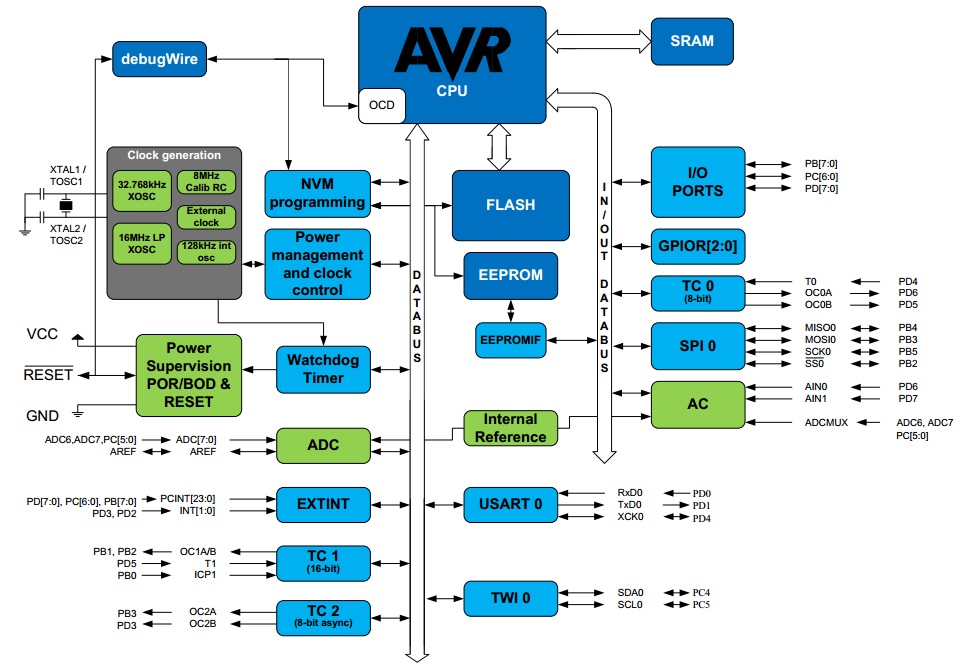 AVR
CPU
OCD
SRAM
debugWire
Clock generation
32.768kHz
XOSC
8MHz
Calib RC
External
clock
16MHz LP
XOSC
128kHz int
osc
XTAL1 /
TOSC1
XTAL2 /
TOSC2
NVM
programming
Power
management
and clock
control
FLASH
EEPROM
EEPROMIF
DATABUS
IN/OUT DATABUS
I/O
PORTS
PB[7:0]
PC[6:0]
PD[7:0]
GPIOR[2:0]
TC 0
(8-bit)
T0 PD4
OC0A PD6
OC0B PD5
SPI 0
MISO0 PB4
MOSI0 PB3
SCK0 PB5
SS0 PB2
AC
AIN0 PD6
AIN1 PD7
ADCMUX ADC6, ADC7
PC[5:0]
VCC
RESET
GND
Power
Supervision
POR/BOD &
RESET
Watchdog
Timer
Internal
Reference
ADC6,ADC7,PC[5:0] ADC[7:0]
AREF AREF
ADC
PD[7:0], PC[6:0], PB[7:0] PCINT[23:0]
PD3, PD2 INT[1:0]
EXTINT
USART 0
RxD0 PD0
TxD0 PD1
XCK0 PD4
PB1, PB2 OC1A/B
PD5 T1
PB0 ICP1
TC 1
(16-bit)
TWI 0
SDA0 PC4
SCL0 PC5
PB3 OC2A
PD3 OC2B
TC 2
(8-bit async)